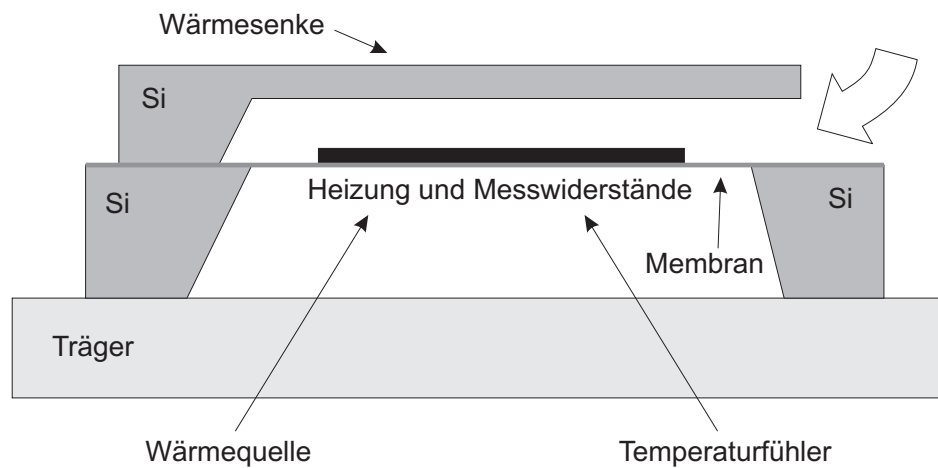 Wärmesenke
Si
Heizung und Messwiderstände
Si
Si
Membran
Träger
Wärmequelle
Temperaturfühler